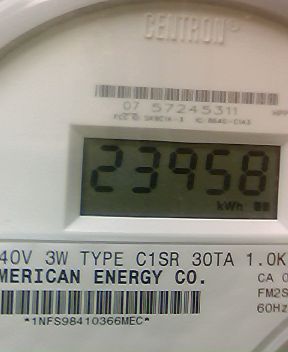 CENTRON®
07 57245311
23958
kWh
40V 3W TYPE C1SR 30TA 1.0K
MERICAN ENERGY CO.
CA 0
FM2S
60Hz
*1NFS98410366MEC*